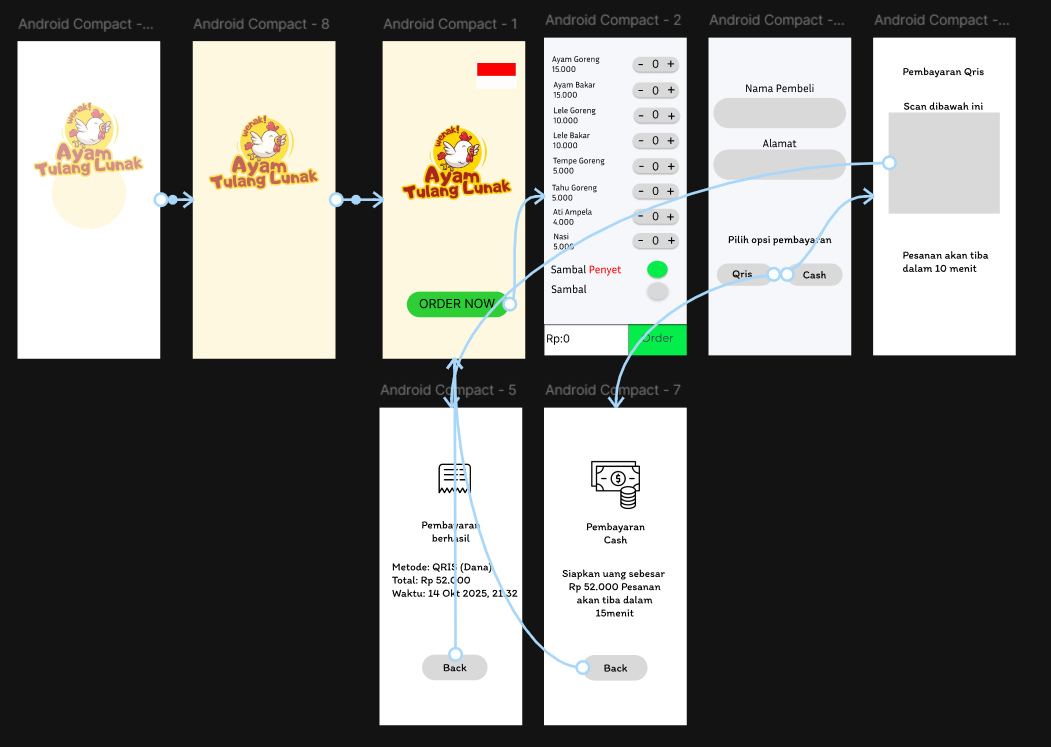 Android Compact -...
Android Compact - 8
Android Compact - 1
Android Compact - 2
Android Compact -...
Android Compact -...
wenak!
Ayam
Tulang Lunak
wenak!
Ayam
Tulang Lunak
wenak!
Ayam
Tulang Lunak
ORDER NOW
Ayam Goreng
15.000
- 0 +
Ayam Bakar
15.000
- 0 +
Lele Goreng
10.000
- 0 +
Lele Bakar
10.000
- 0 +
Tempe Goreng
5.000
- 0 +
Tahu Goreng
5.000
- 0 +
Ati Ampela
4.000
- 0 +
Nasi
5.000
- 0 +
Sambal Penyet
Sambal
Rp:0
Order
Nama Pembeli
Alamat
Pilih opsi pembayaran
Qris
Cash
Pembayaran Qris
Scan dibawah ini
Pesanan akan tiba
dalam 10 menit
Android Compact - 5
Android Compact - 7
Pembayaran
berhasil
Metode: QRIS (Dana)
Total: Rp 52.000
Waktu: 14 Okt 2025, 21.32
Back
Pembayaran
Cash
Siapkan uang sebesar
Rp 52.000 Pesanan
akan tiba dalam
15menit
Back